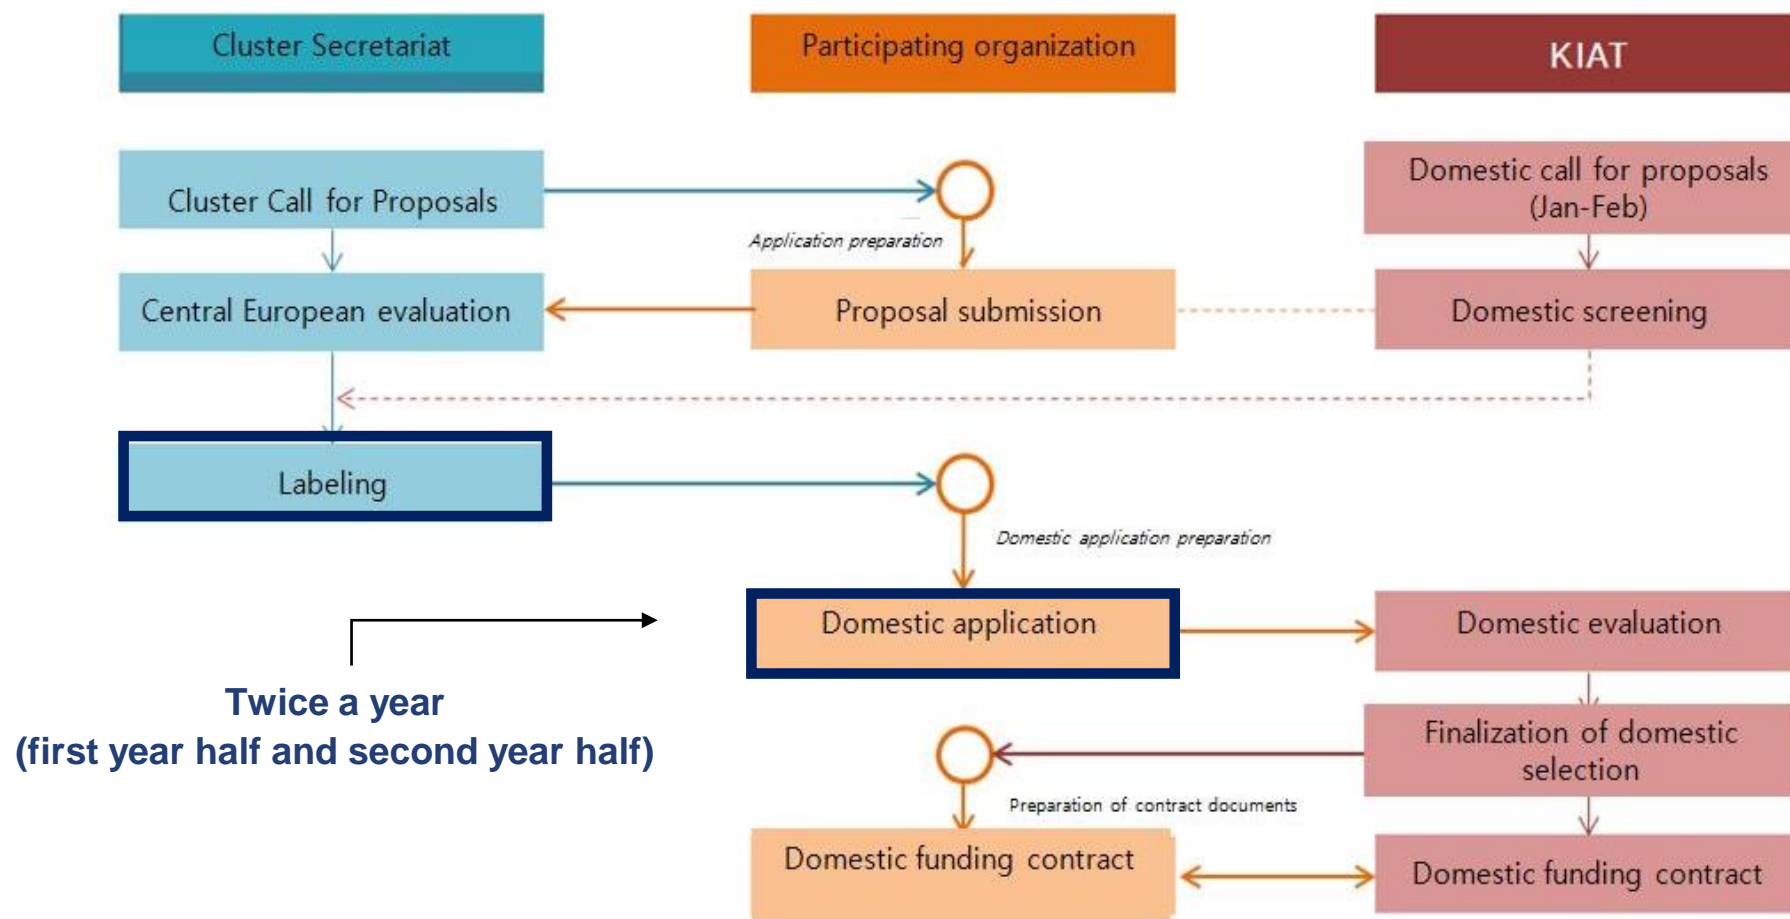 Cluster Secretariat
Participating organization
KIAT
Cluster Call for Proposals
Domestic call for proposals
(Jan-Feb)
Application preparation
Central European evaluation
Proposal submission
Domestic screening
Labeling
Domestic application preparation
Domestic application
Domestic evaluation
Twice a year
(first year half and second year half)
Finalization of domestic
selection
Preparation of contract documents
Domestic funding contract
Domestic funding contract